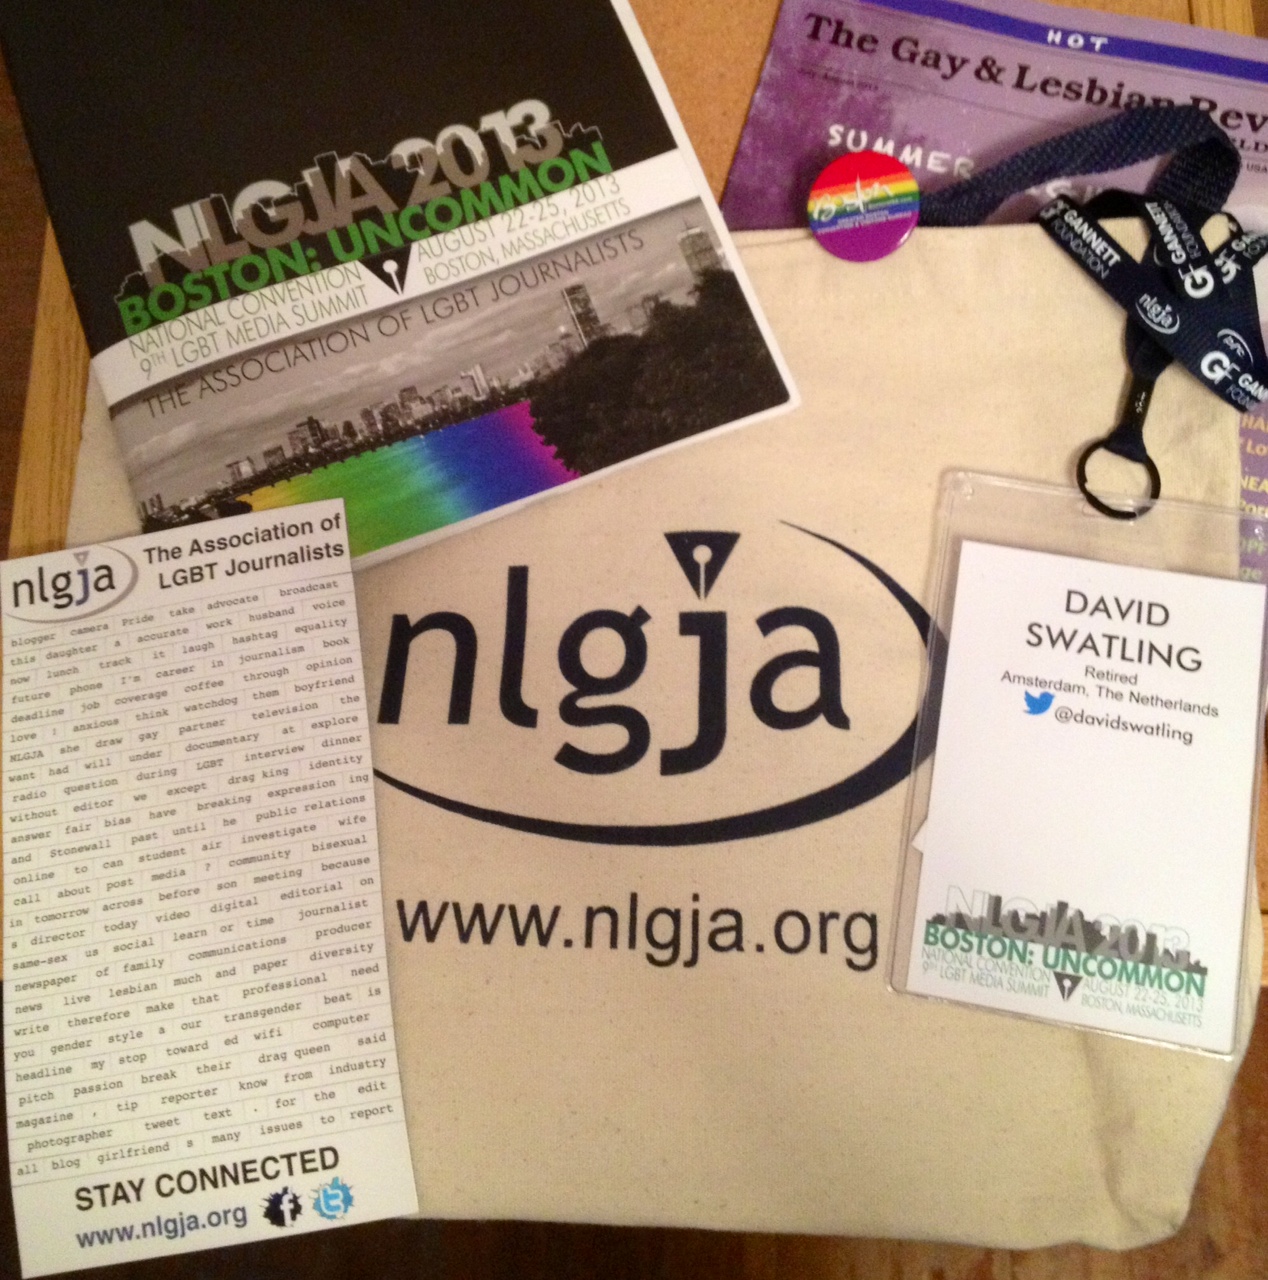 NLGJA 2013
BOSTON: UNCOMMON
NATIONAL CONVENTION
9TH LGBT MEDIA SUMMIT
AUGUST 22-25, 2013
BOSTON, MASSACHUSETTS
THE ASSOCIATION OF LGBT JOURNALISTS
HOT
The Gay & Lesbian Rev
SUMMER
Boston
GANNETT
FOUNDATION
GANNETT
GF
nlgja
GF
nlgja
The Association of
LGBT Journalists
blogger camera Pride take advocate broadcast
this daughter a accurate work husband voice
now lunch track it laugh hashtag equality
future phone I'm career in journalism book
deadline job coverage coffee through opinion
love : anxious think watchdog them boyfriend
NLGJA she draw gay partner television the
want had will under documentary at explore
radio question during LGBT interview dinner
without editor we except drag king identity
answer fair bias have breaking expression ing
and Stonewall past until he public relations
online to can student air investigate wife
call about post media ? community bisexual
in tomorrow across before son meeting because
s director today video digital editorial on
same-sex us social learn or time journalist
newspaper of family communications producer
news live lesbian much and paper diversity
write therefore make that professional need
you gender style a our transgender beat is
headline my stop toward ed wifi computer
pitch passion break their drag queen said
magazine , tip reporter know from industry
photographer tweet text . for the edit
all blog girlfriend s many issues to report
STAY CONNECTED
www.nlgja.org
nlgja
www.nlgja.org
DAVID
SWATLING
Retired
Amsterdam, The Netherlands
@davidswatling
NLGJA 2013
BOSTON: UNCOMMON
NATIONAL CONVENTION
9TH LGBT MEDIA SUMMIT
AUGUST 22-25, 2013
BOSTON, MASSACHUSETTS